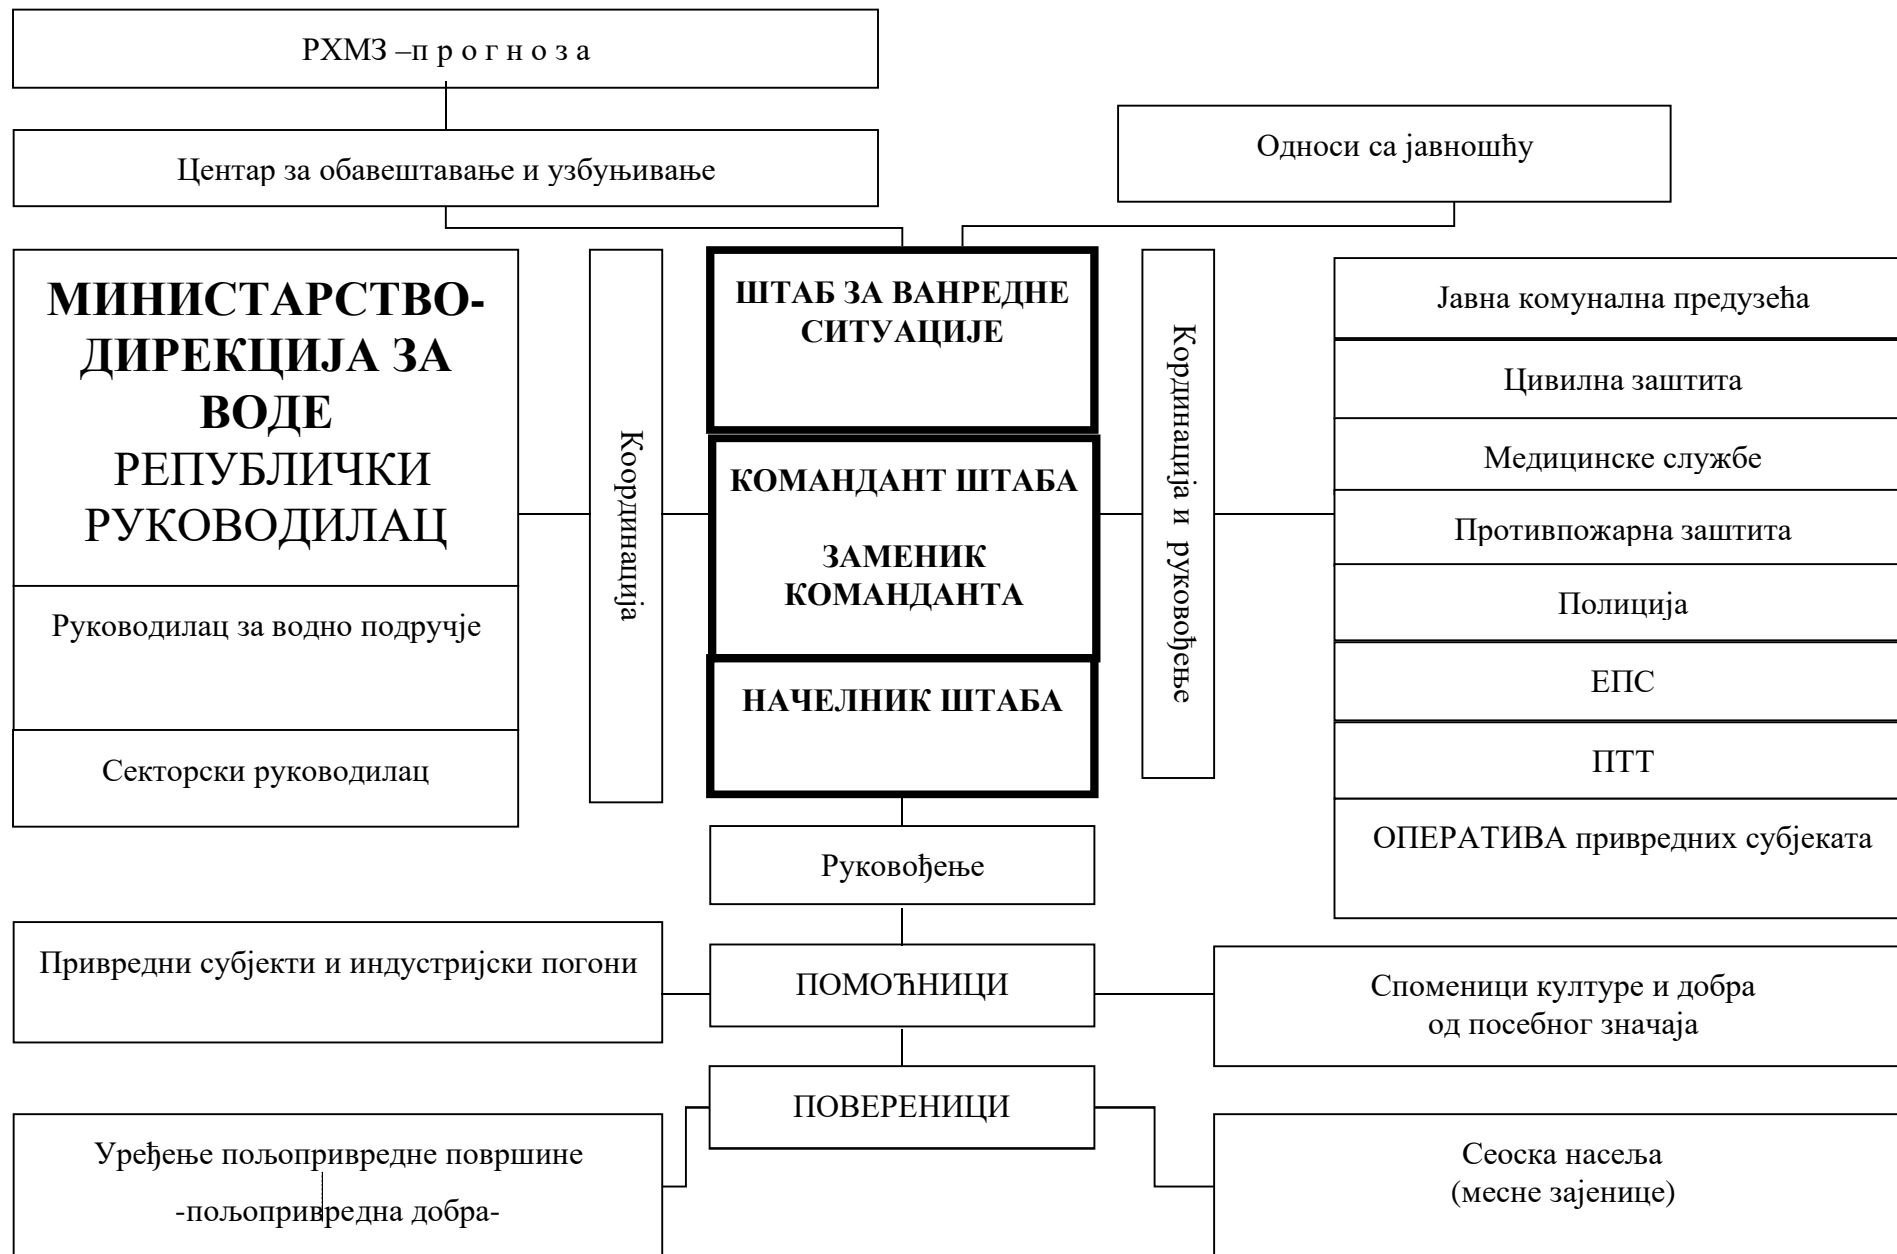 РХМЗ –п р о г н о з а
Центар за обавештавање и узбуњивање
Односи са јавношћу
МИНИСТАРСТВО-
ДИРЕКЦИЈА ЗА
ВОДЕ
РЕПУБЛИЧКИ
РУКОВОДИЛАЦ
Руководилац за водно подручје
Секторски руководилац
Координација
ШТАБ ЗА ВАНРЕДНЕ
СИТУАЦИЈЕ
КОМАНДАНТ ШТАБА
ЗАМЕНИК
КОМАНДАНТА
НАЧЕЛНИК ШТАБА
Кординација и руковођење
Јавна комунална предузећа
Цивилна заштита
Медицинске службе
Противпожарна заштита
Полиција
ЕПС
ПТТ
ОПЕРАТИВА привредних субјеката
Руковођење
Привредни субјекти и индустријски погони
ПОМОЋНИЦИ
Споменици културе и добра
од посебног значаја
ПОВЕРЕНИЦИ
Уређење пољопривредне површине
-пољопривредна добра-
Сеоска насеља
(месне зајенице)